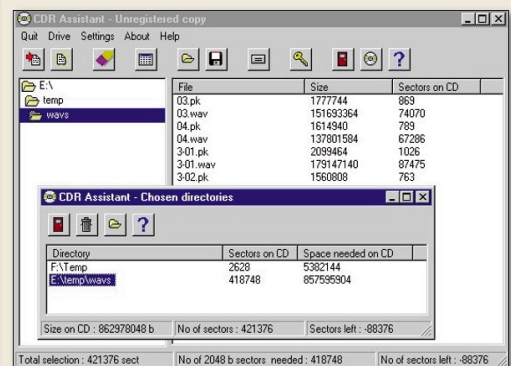 CDR Assistant - Unregistered copy
Quit Drive Settings About Help
E:\
temp
wavs
File Size Sectors on CD
03.pk 1777744 869
03.wav 151693364 74070
04.pk 1614940 789
04.wav 137801584 67286
3-01.pk 2099464 1026
3-01.wav 179147140 87475
3-02.pk 1560808 763
CDR Assistant - Chosen directories
Directory Sectors on CD Space needed on CD
F:\Temp 2628 5382144
E:\temp\wavs 418748 857595904
Size on CD : 862978048 b No of sectors : 421376 Sectors left : -88376
Total selection : 421376 sect No of 2048 b sectors needed : 418748 No of sectors left : -88376